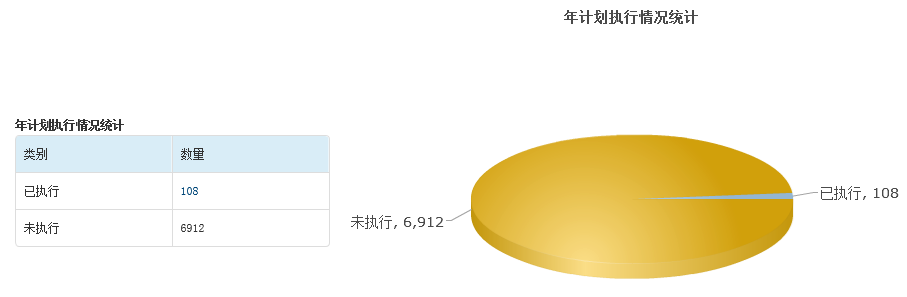 年计划执行情况统计
年计划执行情况统计
类别 数量
已执行 108
未执行 6912
已执行, 108
未执行, 6,912